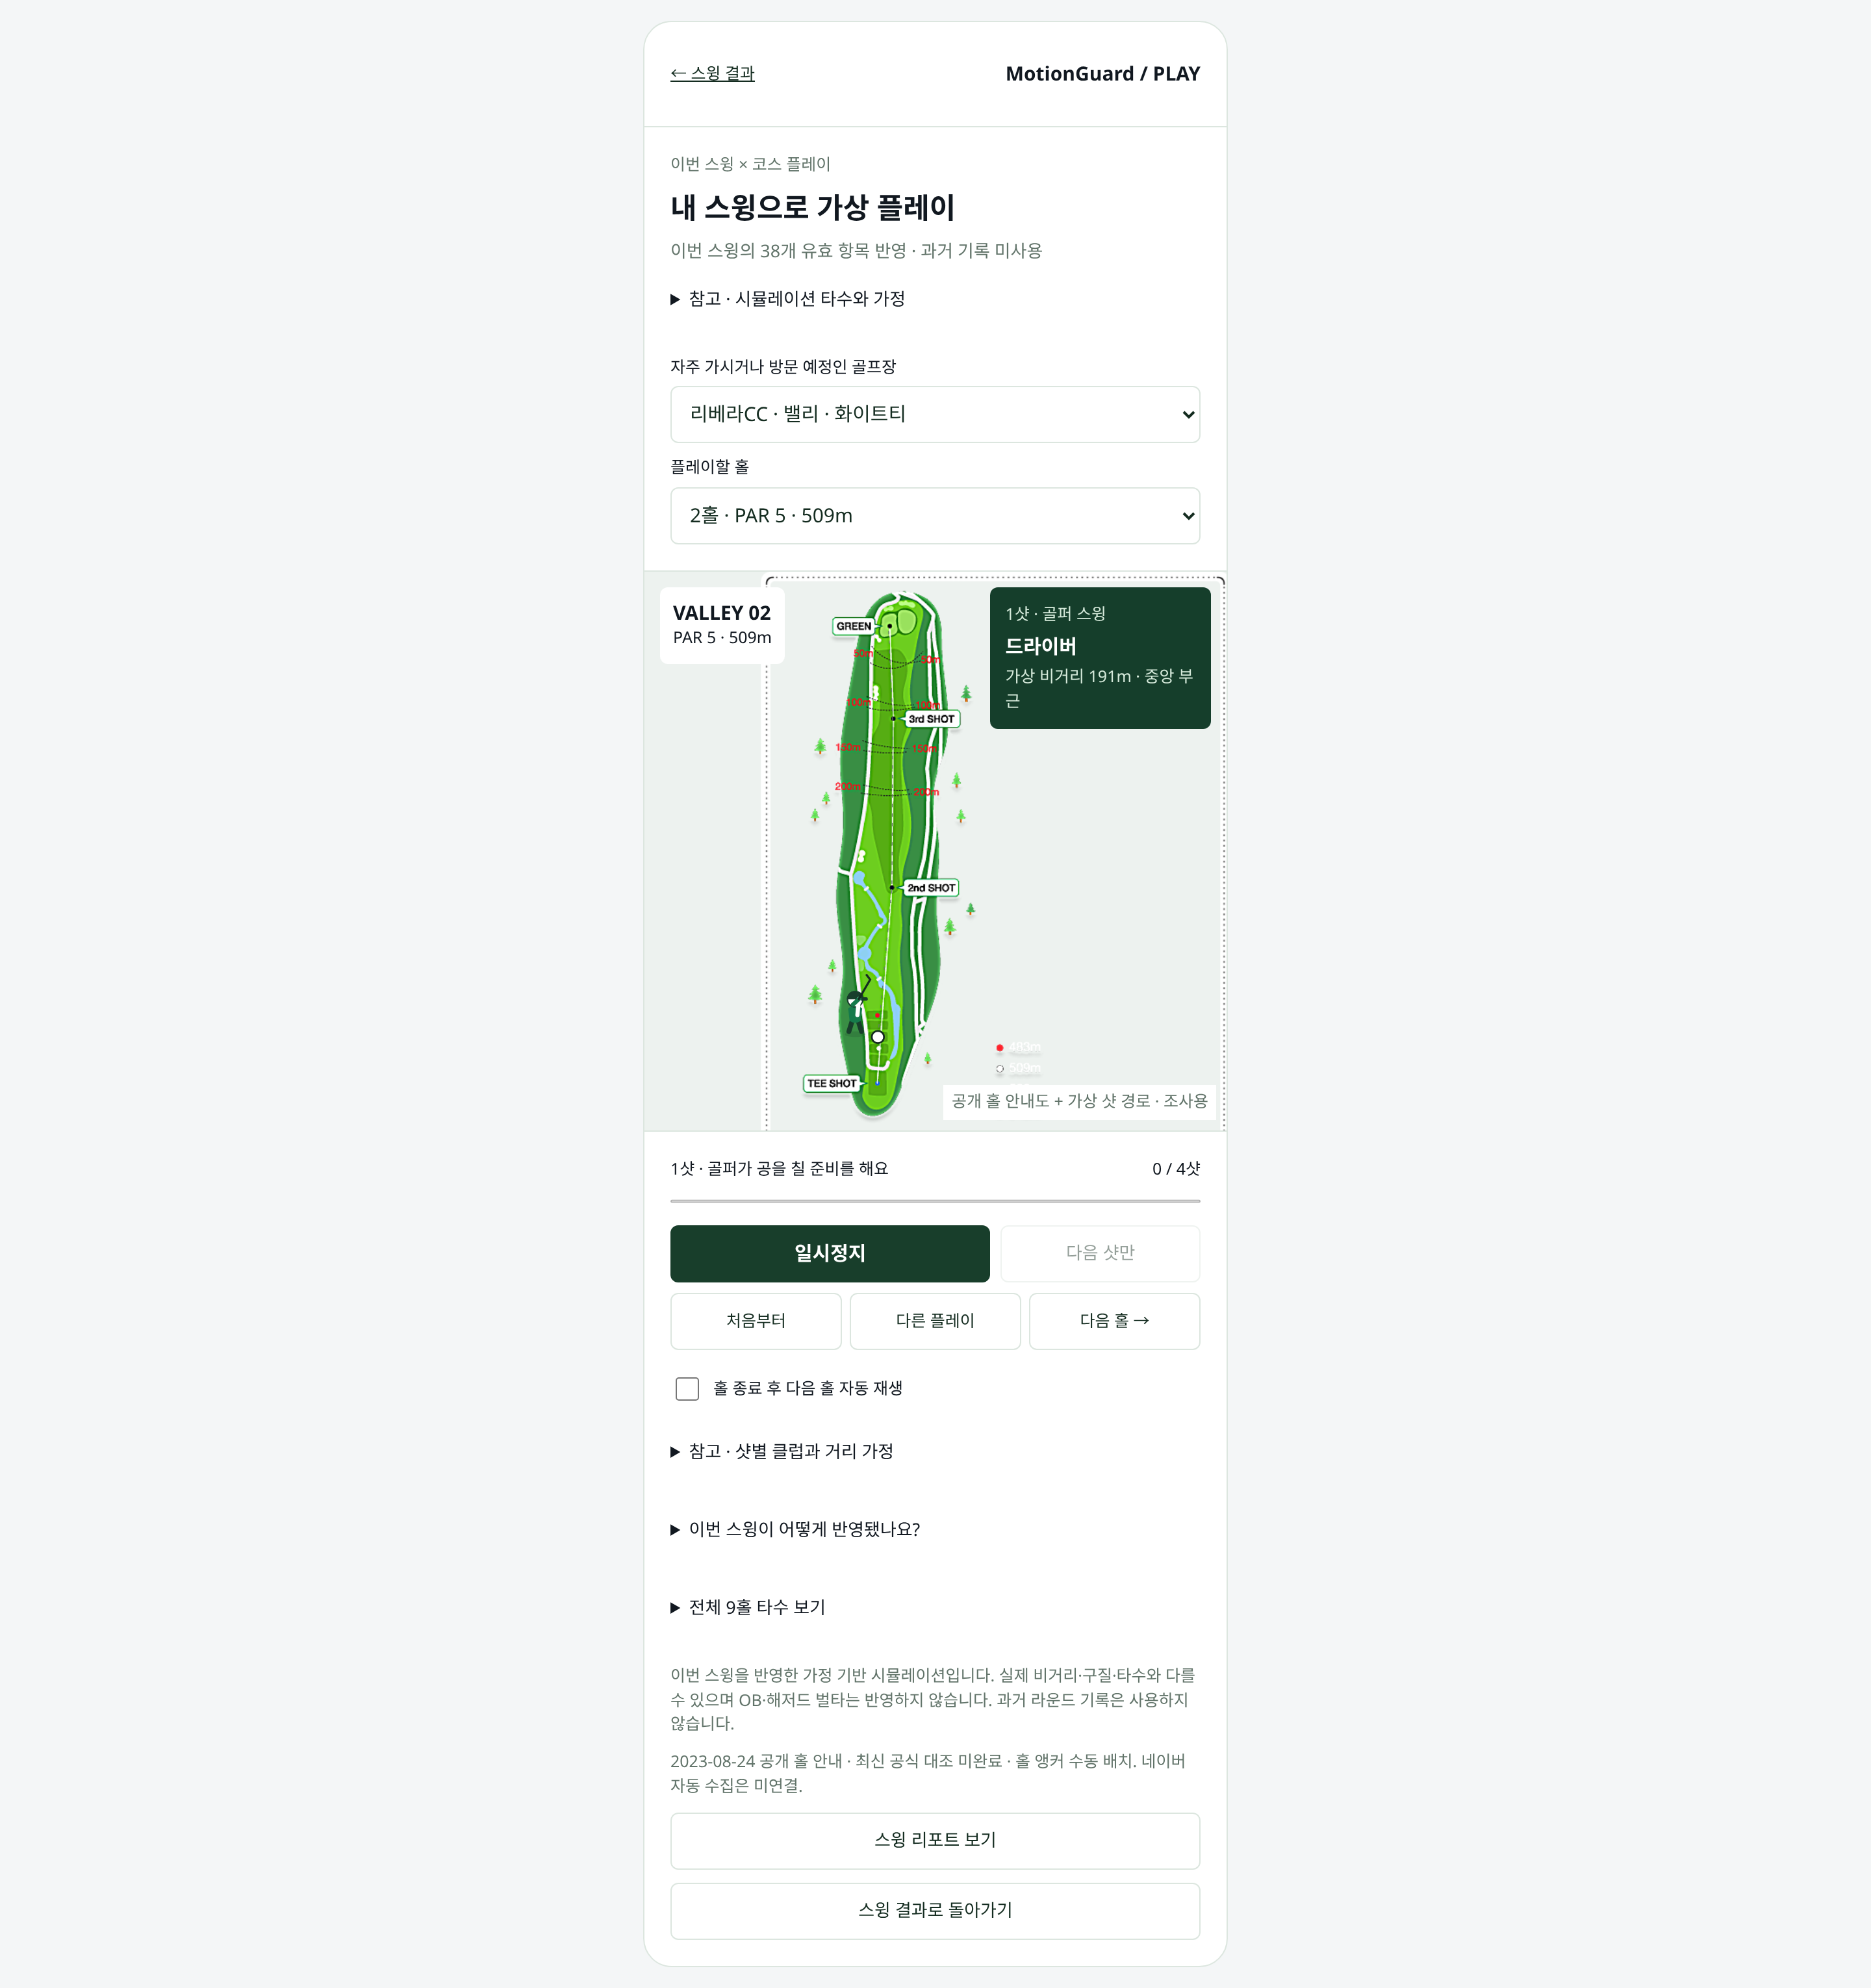 ← 스윙 결과
MotionGuard / PLAY
이번 스윙 × 코스 플레이
내 스윙으로 가상 플레이
이번 스윙의 38개 유효 항목 반영 · 과거 기록 미사용
▶ 참고 · 시뮬레이션 타수와 가정
자주 가시거나 방문 예정인 골프장
리베라CC · 밸리 · 화이트티
플레이할 홀
2홀 · PAR 5 · 509m
VALLEY 02
PAR 5 · 509m
1샷 · 골퍼 스윙
드라이버
가상 비거리 191m · 중앙 부
근
GREEN
50m
50m
100m
100m
3rd SHOT
150m
150m
200m
200m
2nd SHOT
483m
509m
TEE SHOT
공개 홀 안내도 + 가상 샷 경로 · 조사용
1샷 · 골퍼가 공을 칠 준비를 해요
0 / 4샷
일시정지
다음 샷만
처음부터
다른 플레이
다음 홀 →
홀 종료 후 다음 홀 자동 재생
▶ 참고 · 샷별 클럽과 거리 가정
▶ 이번 스윙이 어떻게 반영됐나요?
▶ 전체 9홀 타수 보기
이번 스윙을 반영한 가정 기반 시뮬레이션입니다. 실제 비거리·구질·타수와 다를
수 있으며 OB·해저드 벌타는 반영하지 않습니다. 과거 라운드 기록은 사용하지
않습니다.
2023-08-24 공개 홀 안내 · 최신 공식 대조 미완료 · 홀 앵커 수동 배치. 네이버
자동 수집은 미연결.
스윙 리포트 보기
스윙 결과로 돌아가기